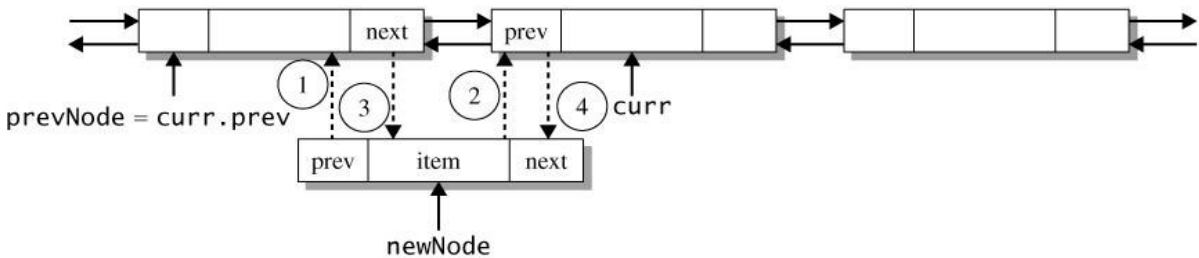 next prev
1 3 2 4 curr
prevNode = curr.prev
prev item next
newNode